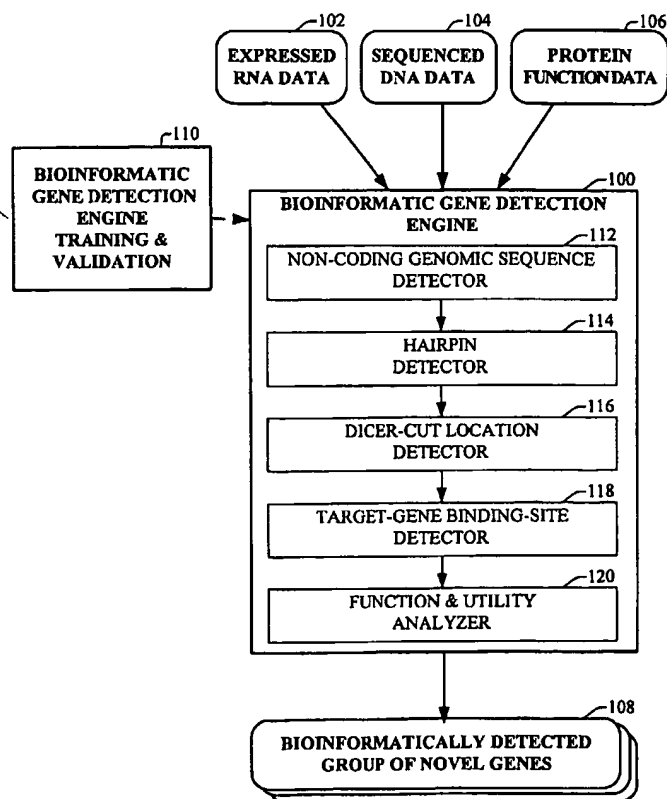 102
104
106
EXPRESSED
RNA DATA
SEQUENCED
DNA DATA
PROTEIN
FUNCTION DATA
110
BIOINFORMATIC
GENE DETECTION
ENGINE
TRAINING &
VALIDATION
100
BIOINFORMATIC GENE DETECTION
ENGINE
112
NON-CODING GENOMIC SEQUENCE
DETECTOR
114
HAIRPIN
DETECTOR
116
DICER-CUT LOCATION
DETECTOR
118
TARGET-GENE BINDING-SITE
DETECTOR
120
FUNCTION & UTILITY
ANALYZER
108
BIOINFORMATICALLY DETECTED
GROUP OF NOVEL GENES